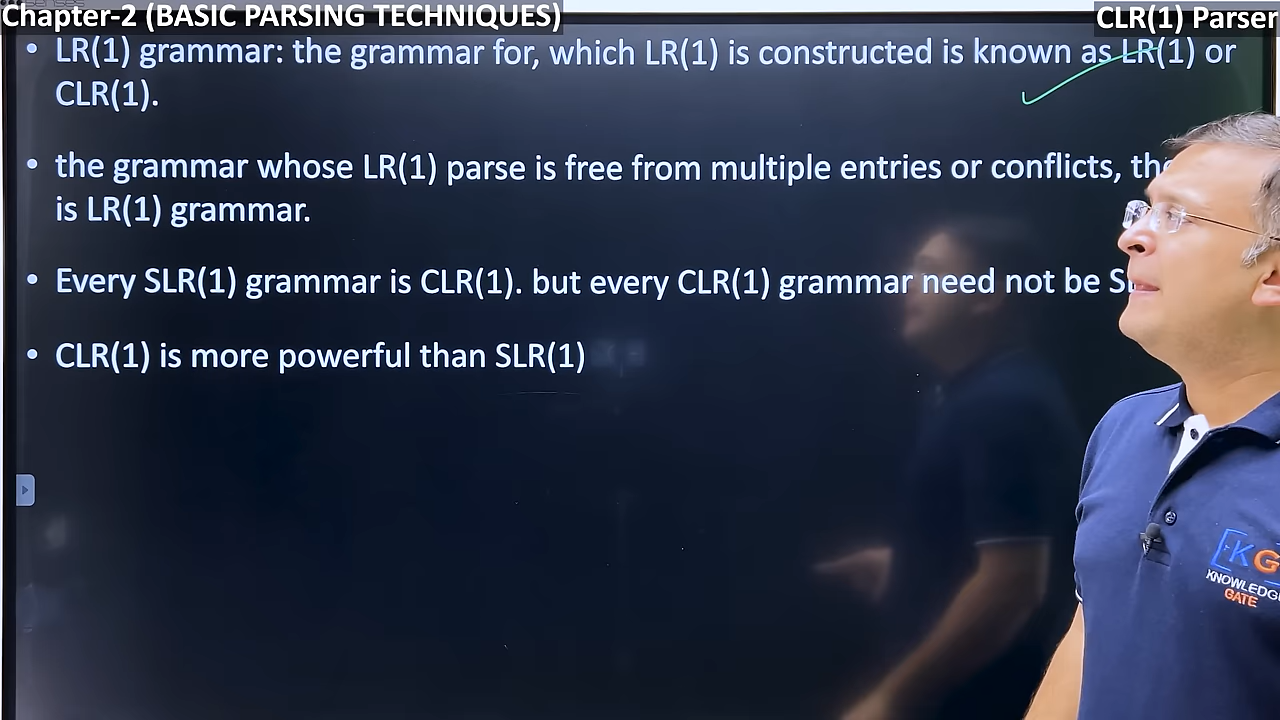 Chapter-2 (BASIC PARSING TECHNIQUES)
CLR(1) Parser
• LR(1) grammar: the grammar for, which LR(1) is constructed is known as LR(1) or
CLR(1).
• the grammar whose LR(1) parse is free from multiple entries or conflicts,
is LR(1) grammar.
• Every SLR(1) grammar is CLR(1). but every CLR(1) grammar need not be
• CLR(1) is more powerful than SLR(1)
KG
KNOWLEDGE
GATE